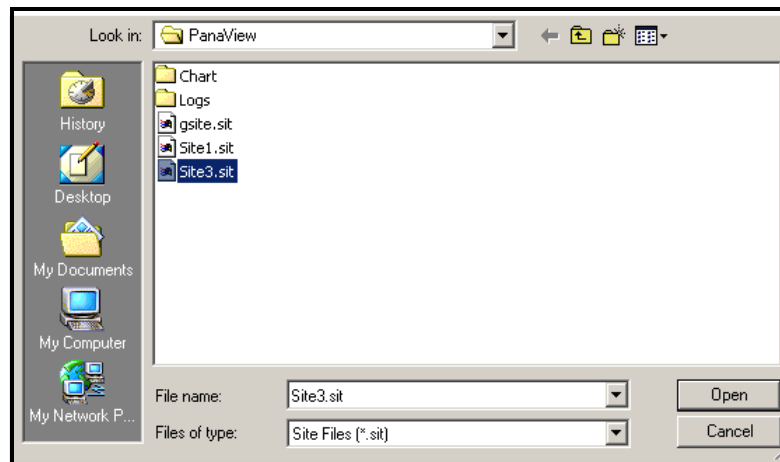 Look in: PanaView
History
Desktop
My Documents
My Computer
My Network P...
Chart
Logs
gsite.sit
Site1.sit
Site3.sit
File name: Site3.sit Open
Files of type: Site Files (*.sit) Cancel